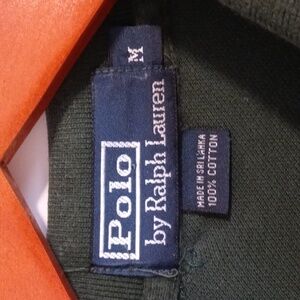 M
Polo
by Ralph Lauren
MADE IN SRI LANKA
100% COTTON